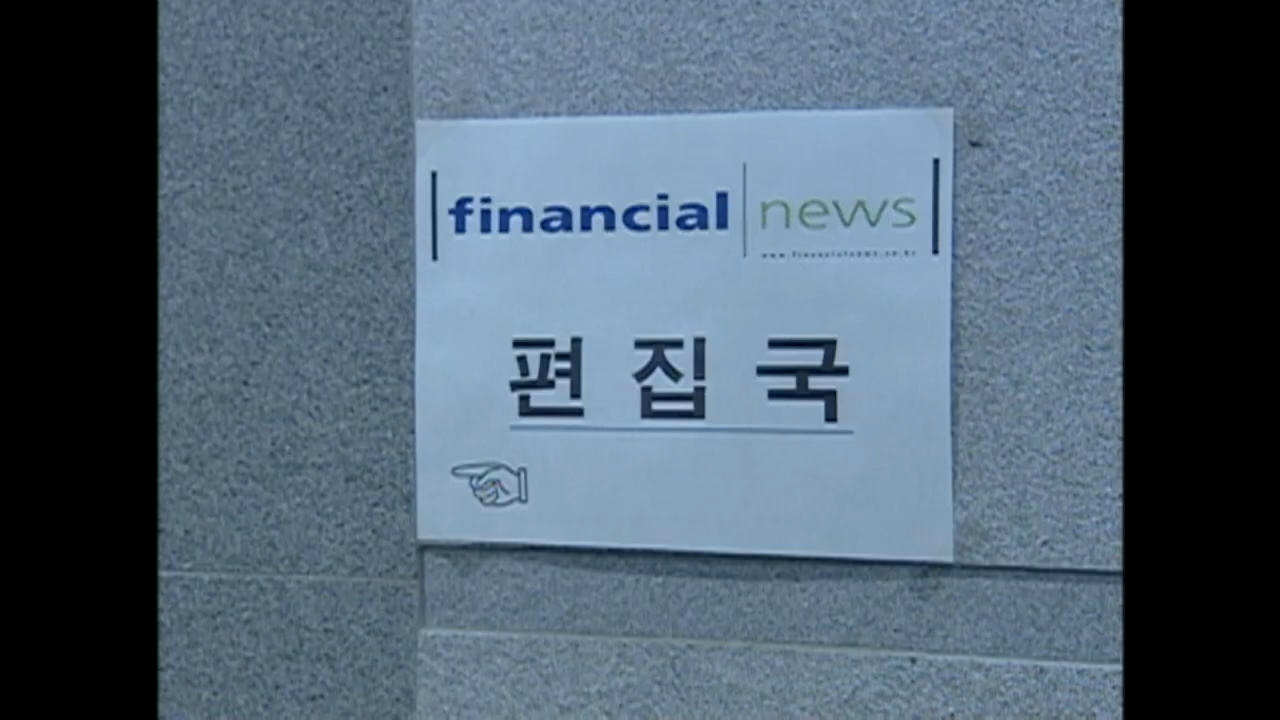 financial news
편 집 국